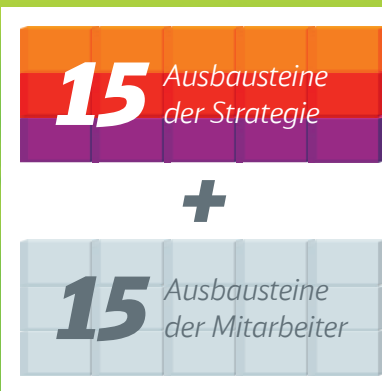 15 Ausbausteine
der Strategie
+
15 Ausbausteine
der Mitarbeiter